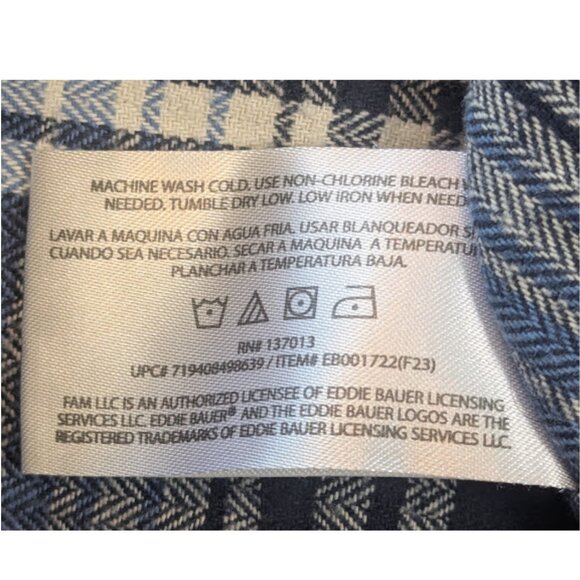 MACHINE WASH COLD. USE NON-CHLORINE BLEACH
NEEDED. TUMBLE DRY LOW. LOW IRON WHEN NEED
LAVAR A MAQUINA CON AGUA FRIA. USAR BLANQUEADOR S
CUANDO SEA NECESARIO. SECAR A MAQUINA A TEMPERATU
PLANCHAR A TEMPERATURA BAJA.
RN# 137013
UPC# 719408498639 / ITEM# EB001722(F23)
FAM LLC IS AN AUTHORIZED LICENSEE OF EDDIE BAUER LICENSING
SERVICES LLC. EDDIE BAUER® AND THE EDDIE BAUER LOGOS ARE THE
REGISTERED TRADEMARKS OF EDDIE BAUER LICENSING SERVICES LLC.